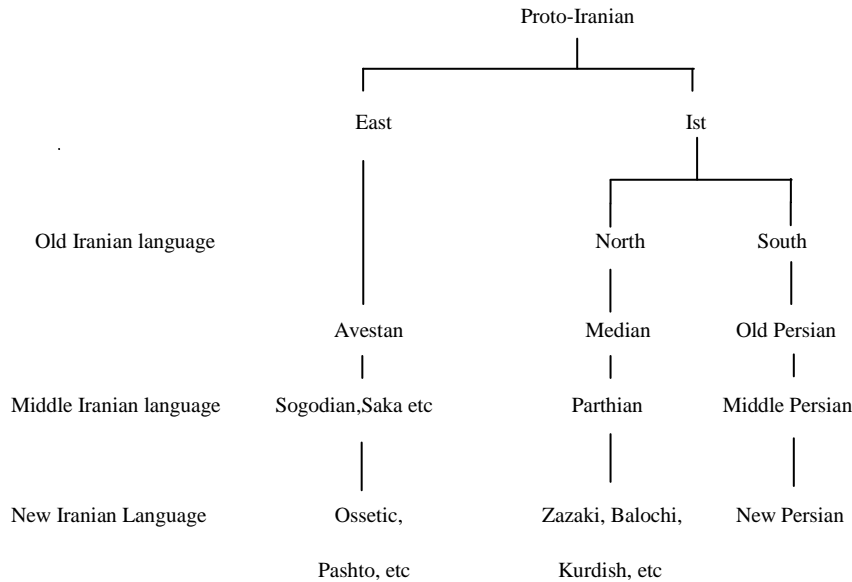 Proto-Iranian
East Ist
Old Iranian language North South
Avestan Median Old Persian
Middle Iranian language Sogodian,Saka etc Parthian Middle Persian
New Iranian Language Ossetic, Zazaki, Balochi, New Persian
Pashto, etc Kurdish, etc